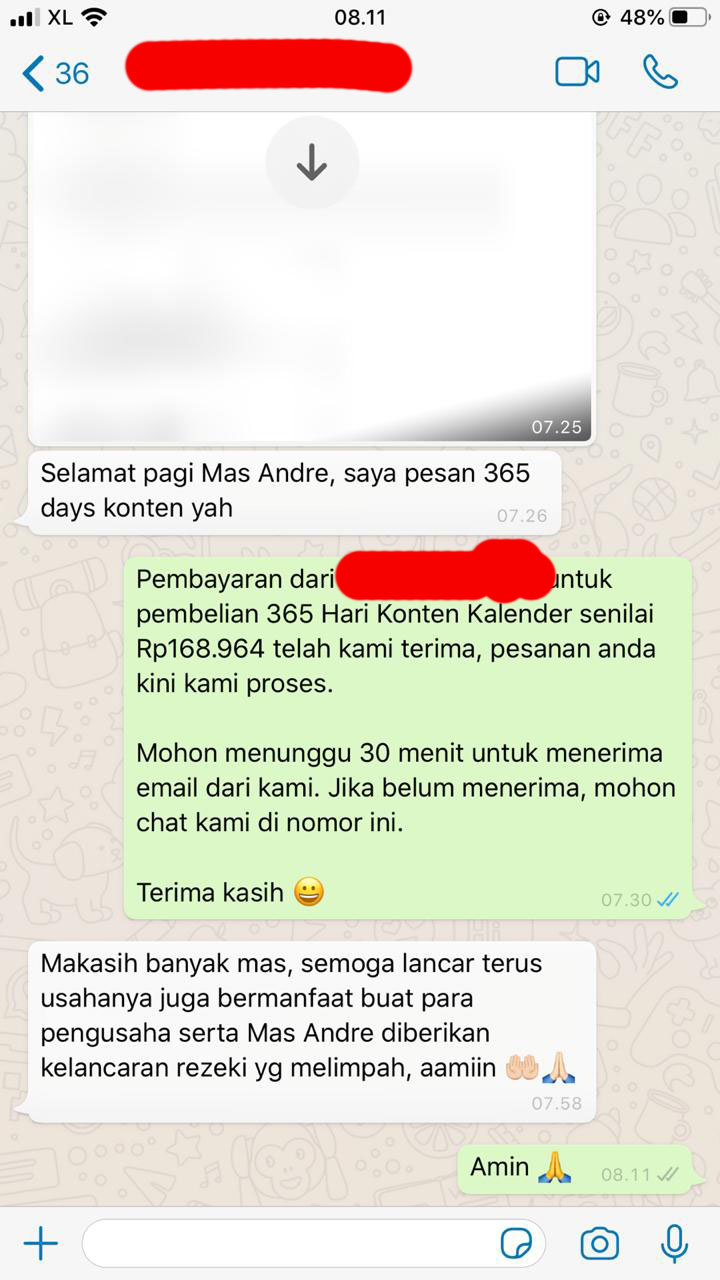 XL 08.11 48%
36
07.25
Selamat pagi Mas Andre, saya pesan 365
days konten yah
07.26
Pembayaran dari untuk
pembelian 365 Hari Konten Kalender senilai
Rp168.964 telah kami terima, pesanan anda
kini kami proses.
Mohon menunggu 30 menit untuk menerima
email dari kami. Jika belum menerima, mohon
chat kami di nomor ini.
Terima kasih 😀
07.30
Makasih banyak mas, semoga lancar terus
usahanya juga bermanfaat buat para
pengusaha serta Mas Andre diberikan
kelancaran rezeki yg melimpah, aamiin 🤲🏻🙏🏻
07.58
Amin 🙏 08.11